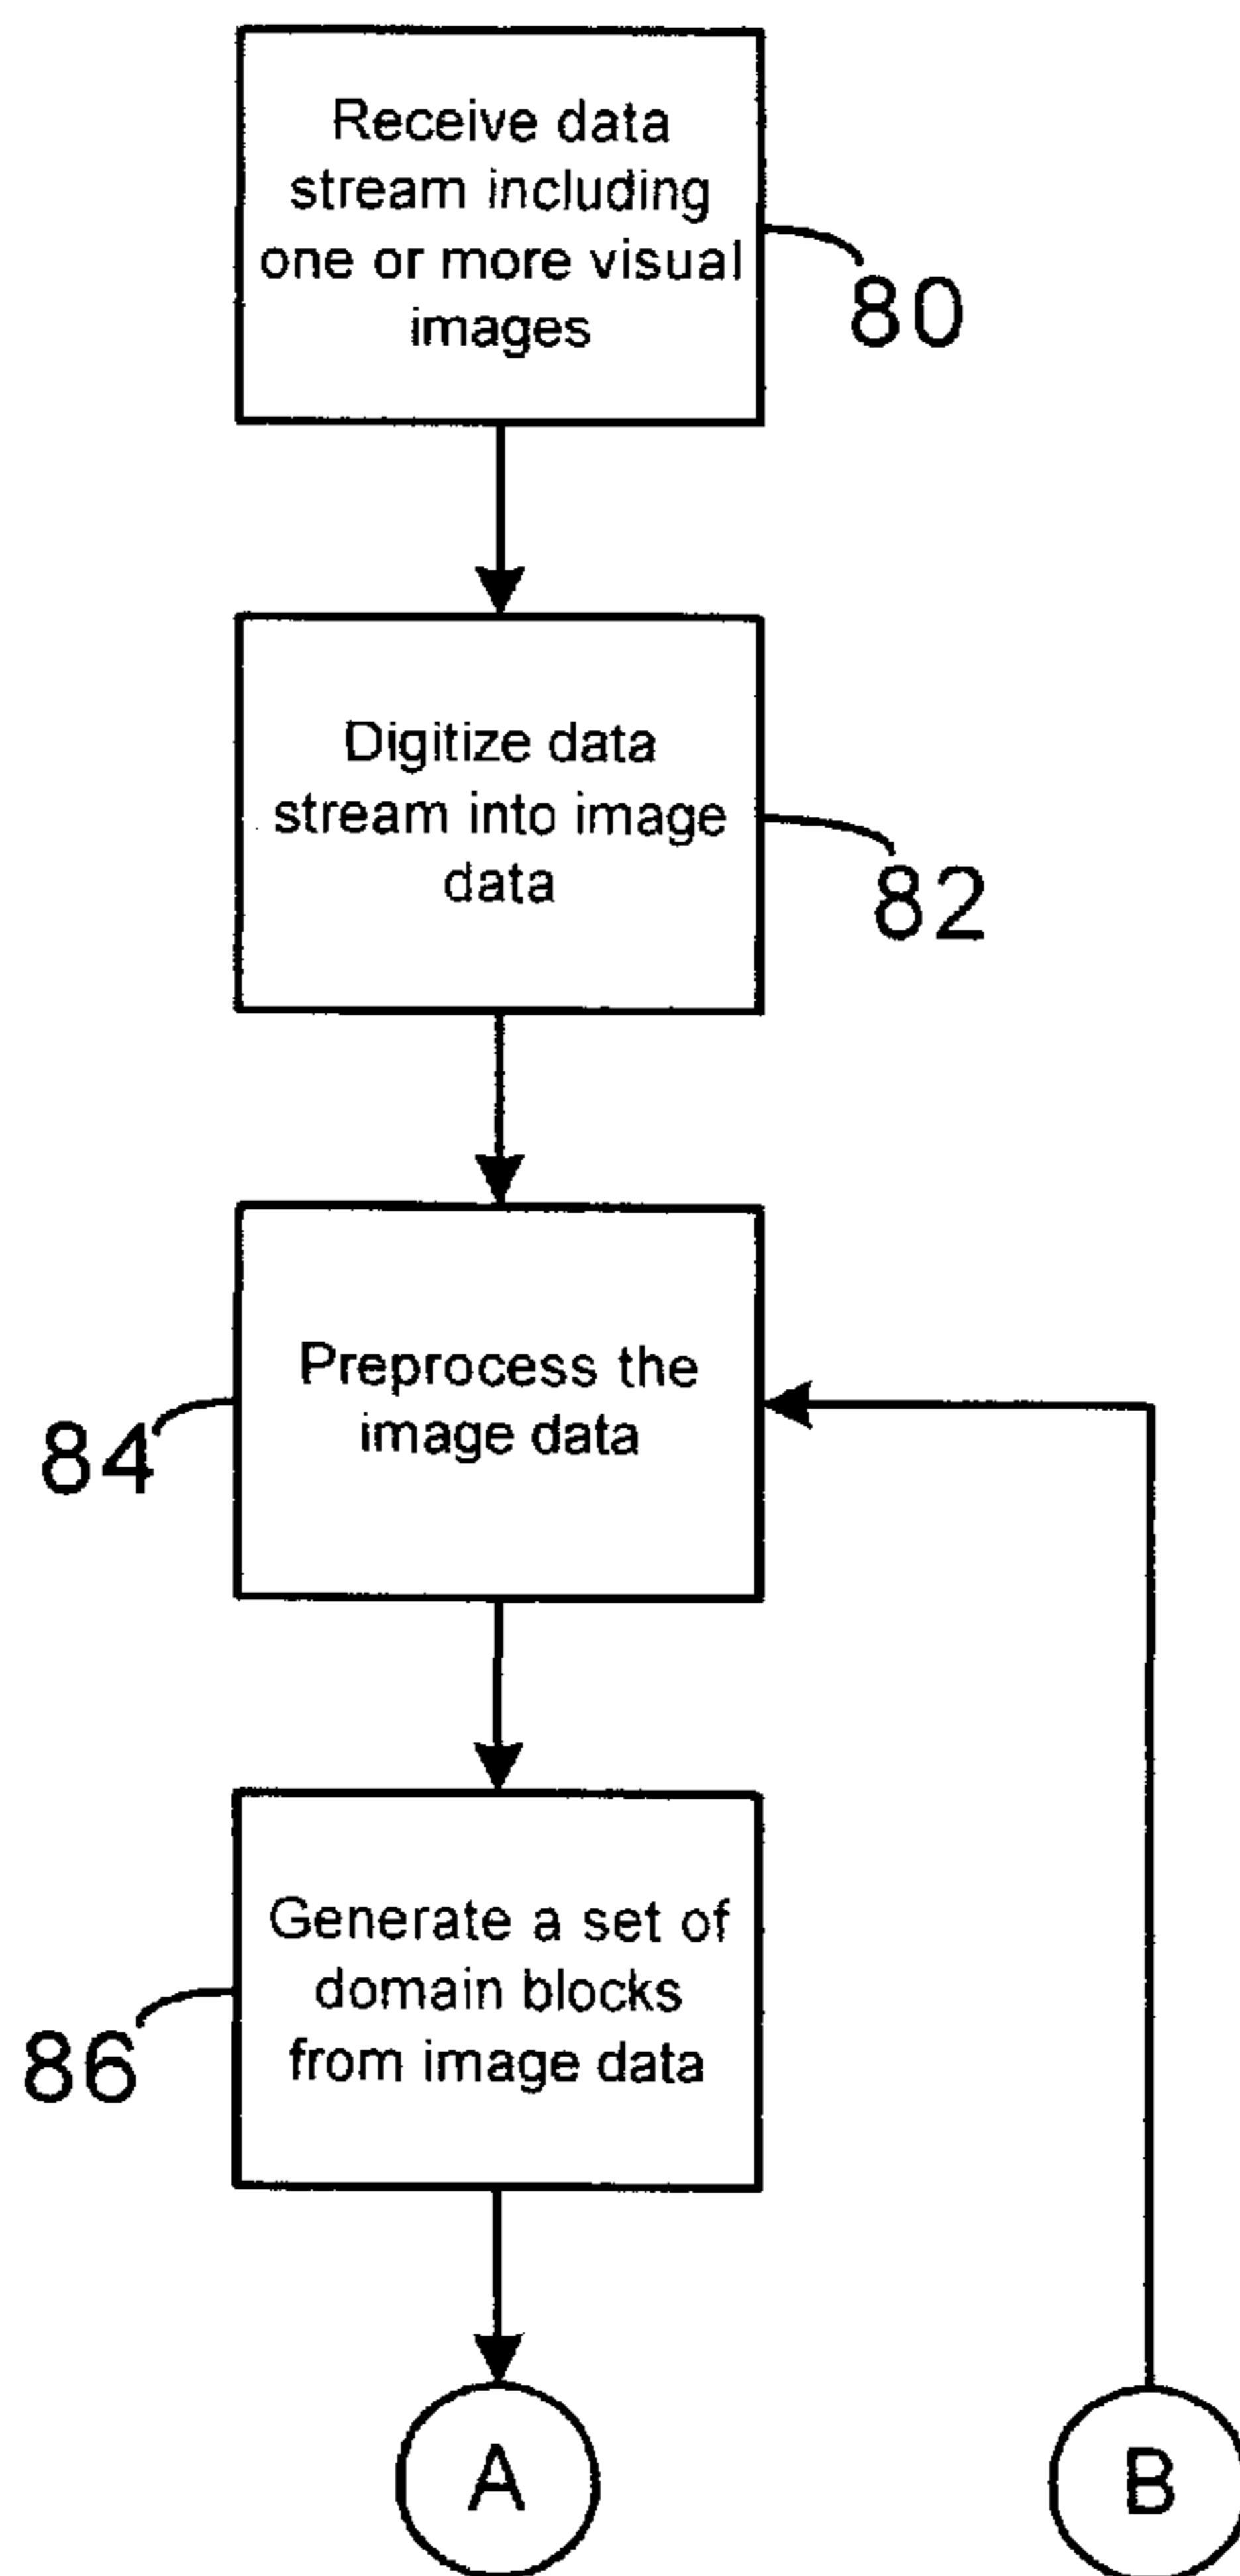 Receive data
stream including
one or more visual
images
80
Digitize data
stream into image
data
82
Preprocess the
image data
84
Generate a set of
domain blocks
from image data
86
A
B